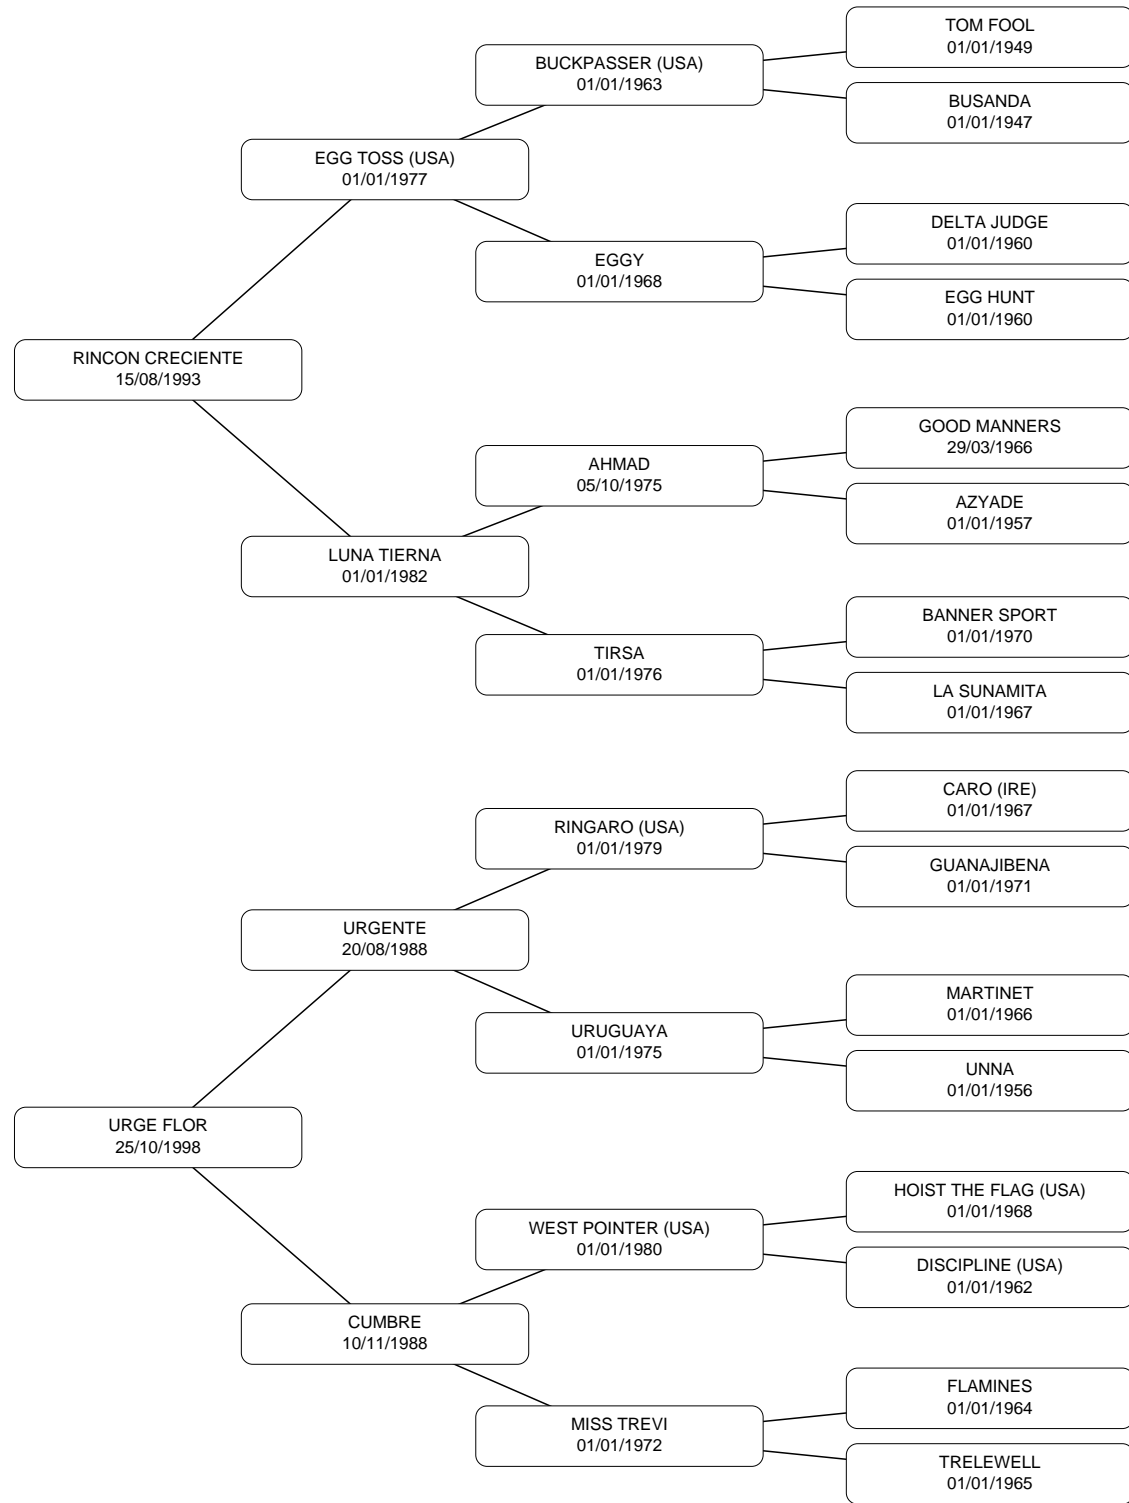 TOM FOOL
01/01/1949
BUCKPASSER (USA)
01/01/1963
BUSANDA
01/01/1947
EGG TOSS (USA)
01/01/1977
DELTA JUDGE
01/01/1960
EGGY
01/01/1968
EGG HUNT
01/01/1960
RINCON CRECIENTE
15/08/1993
GOOD MANNERS
29/03/1966
AHMAD
05/10/1975
AZYADE
01/01/1957
LUNA TIERNA
01/01/1982
BANNER SPORT
01/01/1970
TIRSA
01/01/1976
LA SUNAMITA
01/01/1967
CARO (IRE)
01/01/1967
RINGARO (USA)
01/01/1979
GUANAJIBENA
01/01/1971
URGENTE
20/08/1988
MARTINET
01/01/1966
URUGUAYA
01/01/1975
UNNA
01/01/1956
URGE FLOR
25/10/1998
HOIST THE FLAG (USA)
01/01/1968
WEST POINTER (USA)
01/01/1980
DISCIPLINE (USA)
01/01/1962
CUMBRE
10/11/1988
FLAMINES
01/01/1964
MISS TREVI
01/01/1972
TRELEWELL
01/01/1965